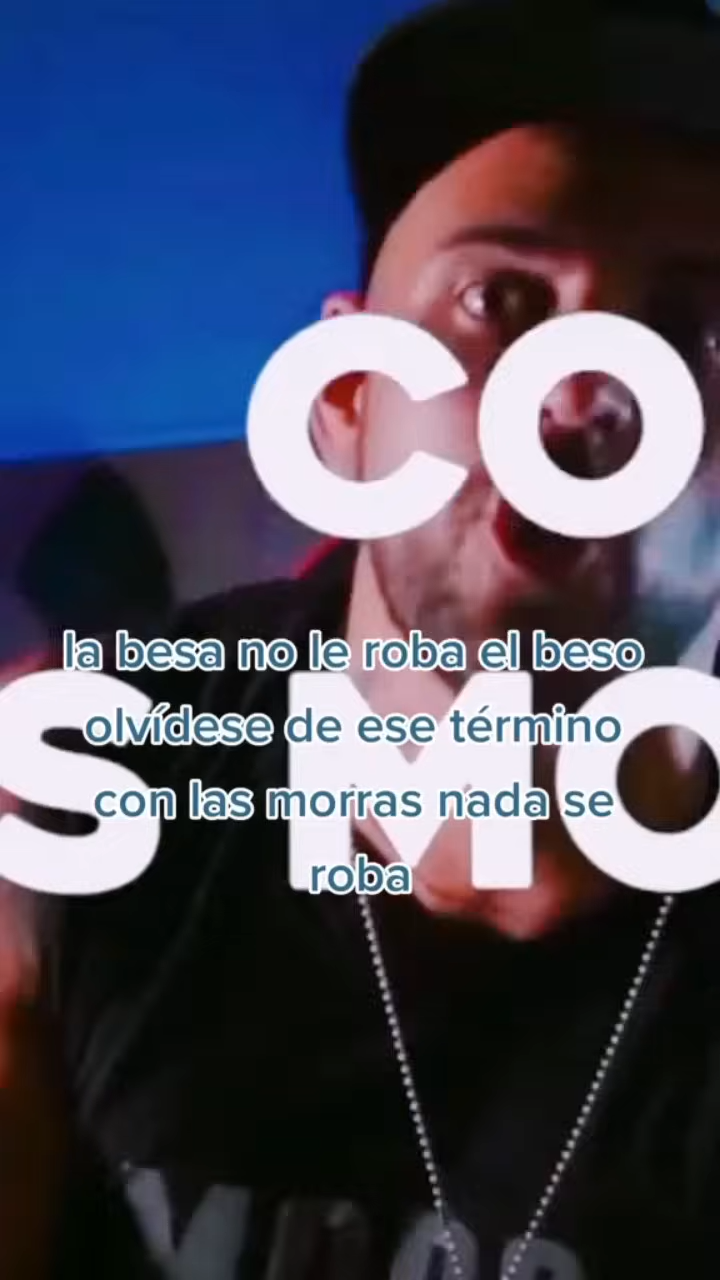 CO
la besa no le roba el beso
olvídese de ese término
S MO
con las morras nada se
roba